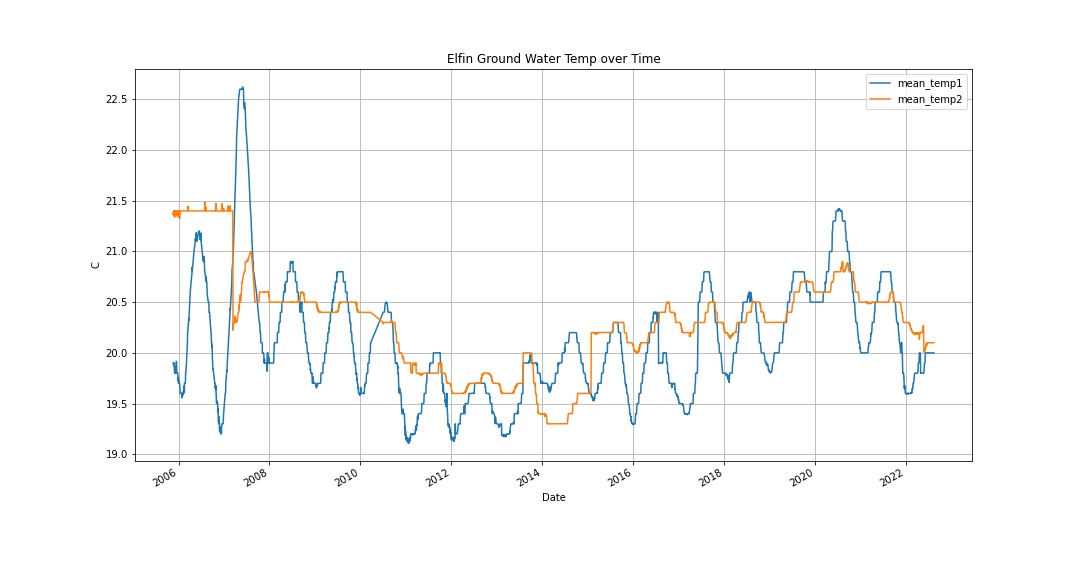 Elfin Ground Water Temp over Time
mean_temp1
mean_temp2
22.5
22.0
21.5
21.0
20.5
20.0
19.5
19.0
C
2006 2008 2010 2012 2014 2016 2018 2020 2022
Date